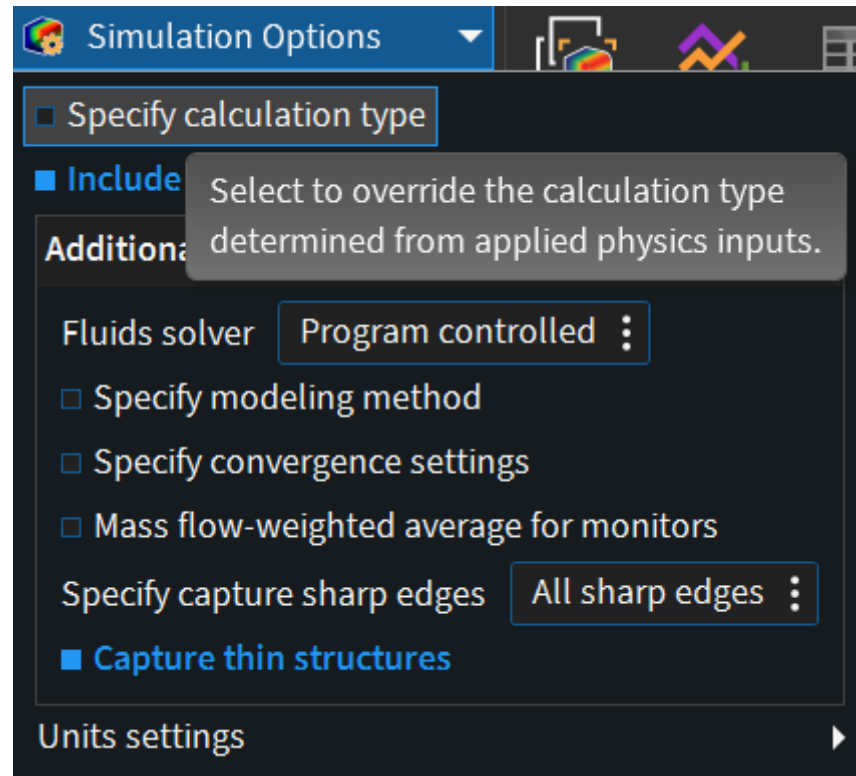 Simulation Options
Specify calculation type
Include
Select to override the calculation type
determined from applied physics inputs.
Fluids solver Program controlled
Specify modeling method
Specify convergence settings
Mass flow-weighted average for monitors
Specify capture sharp edges All sharp edges
Capture thin structures
Units settings